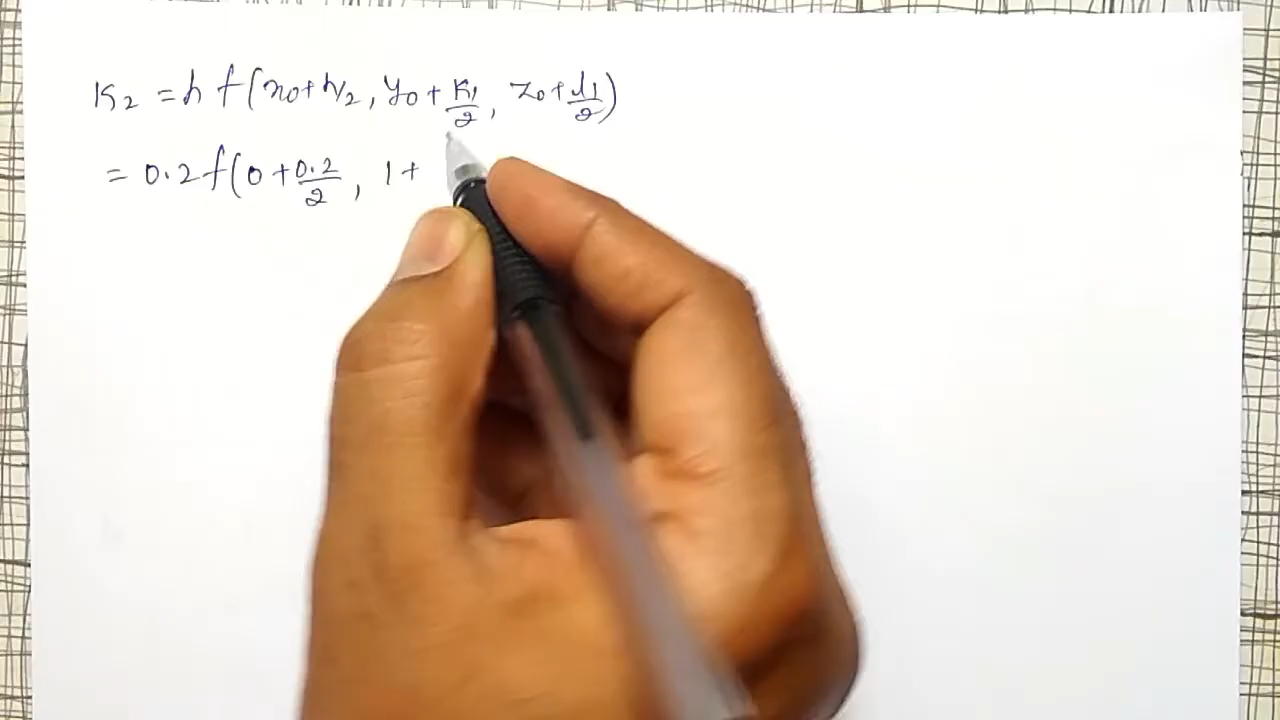 K₂ = h f(x₀ + h/2, y₀ + K₁/2, z₀ + l₁/2)
= 0.2 f(0 + 0.2/2, 1 +